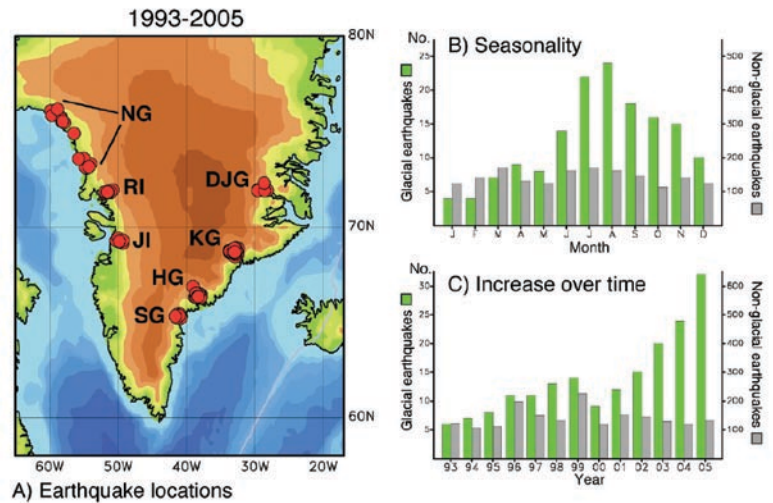 1993-2005
80N
70N
60N
NG
RI
DJG
JI
KG
HG
SG
60W 50W 40W 30W 20W
A) Earthquake locations
B) Seasonality
No.
Glacial earthquakes
25
20
15
10
5
Non-glacial earthquakes
500
400
300
200
100
J F M A M J J A S O N D
Month
C) Increase over time
No.
Glacial earthquakes
30
25
20
15
10
5
Non-glacial earthquakes
600
500
400
300
200
100
93 94 95 96 97 98 99 00 01 02 03 04 05
Year